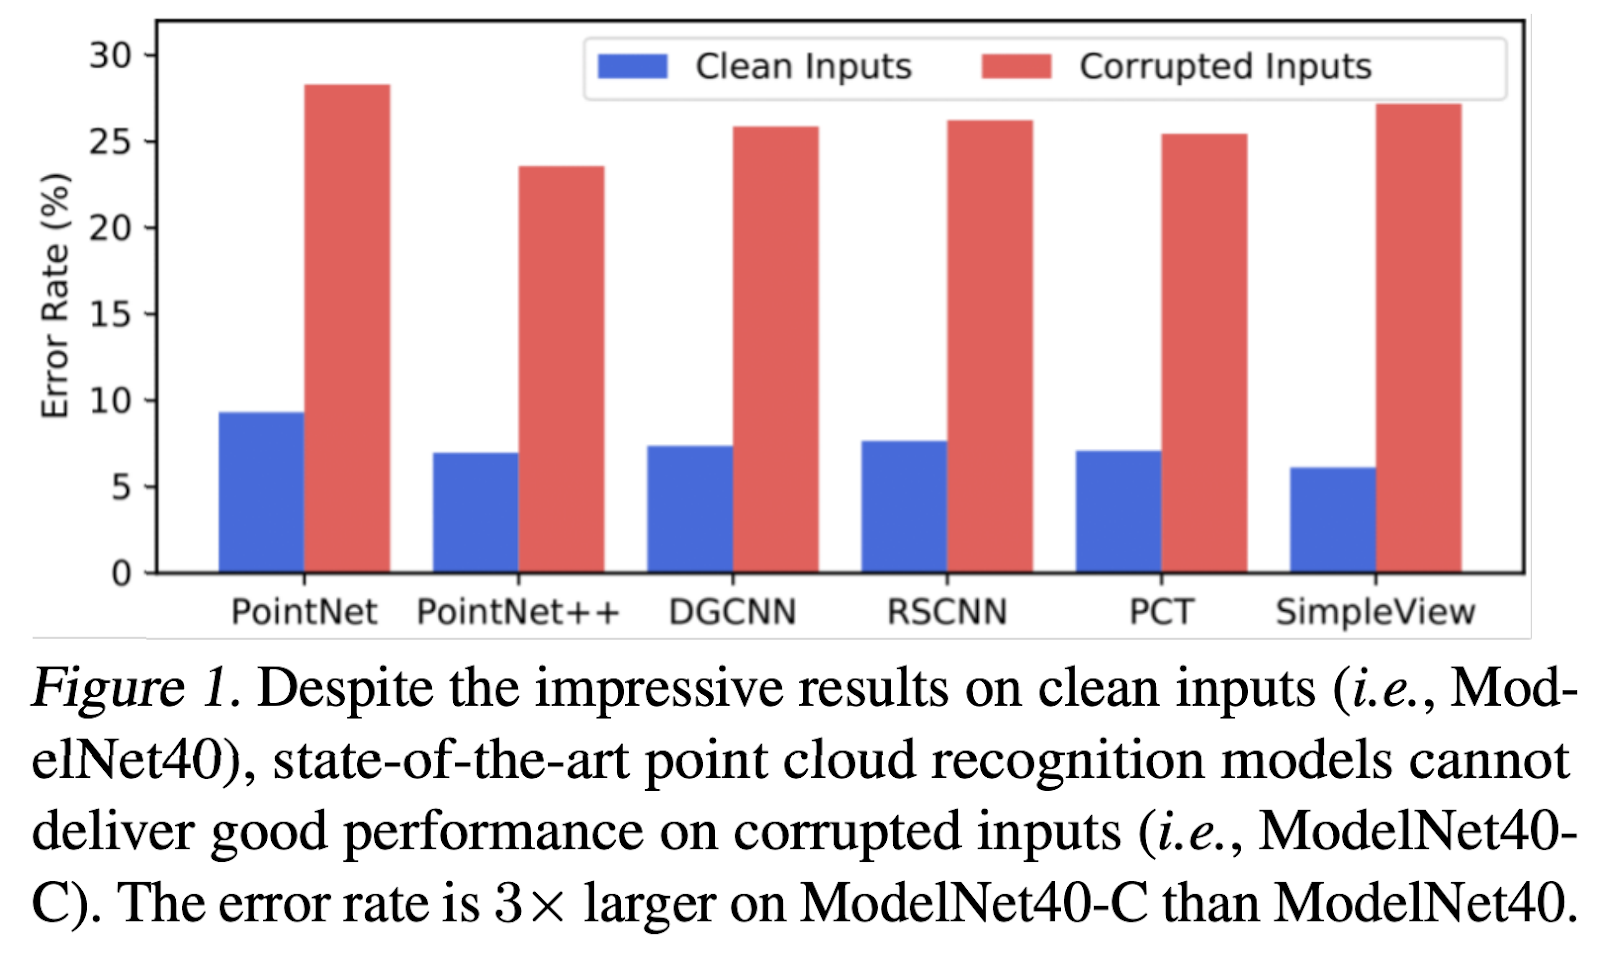 30
Clean Inputs
Corrupted Inputs
25
20
15
10
5
0
Error Rate (%)
PointNet PointNet++ DGCNN RSCNN PCT SimpleView
Figure 1. Despite the impressive results on clean inputs (i.e., Mod-
elNet40), state-of-the-art point cloud recognition models cannot
deliver good performance on corrupted inputs (i.e., ModelNet40-
C). The error rate is 3× larger on ModelNet40-C than ModelNet40.